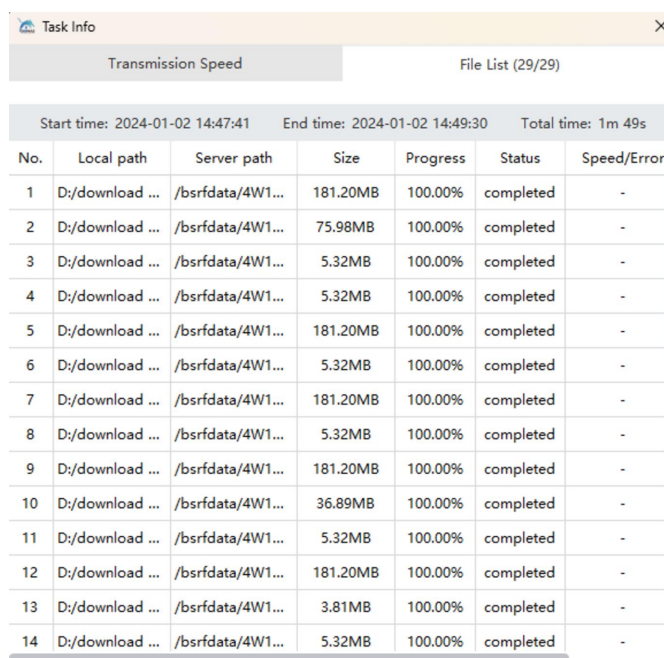 Task Info
Transmission Speed File List (29/29)
Start time: 2024-01-02 14:47:41 End time: 2024-01-02 14:49:30 Total time: 1m 49s
No. Local path Server path Size Progress Status Speed/Error
1 D:/download ... /bsrfdata/4W1... 181.20MB 100.00% completed -
2 D:/download ... /bsrfdata/4W1... 75.98MB 100.00% completed -
3 D:/download ... /bsrfdata/4W1... 5.32MB 100.00% completed -
4 D:/download ... /bsrfdata/4W1... 5.32MB 100.00% completed -
5 D:/download ... /bsrfdata/4W1... 181.20MB 100.00% completed -
6 D:/download ... /bsrfdata/4W1... 5.32MB 100.00% completed -
7 D:/download ... /bsrfdata/4W1... 181.20MB 100.00% completed -
8 D:/download ... /bsrfdata/4W1... 5.32MB 100.00% completed -
9 D:/download ... /bsrfdata/4W1... 181.20MB 100.00% completed -
10 D:/download ... /bsrfdata/4W1... 36.89MB 100.00% completed -
11 D:/download ... /bsrfdata/4W1... 5.32MB 100.00% completed -
12 D:/download ... /bsrfdata/4W1... 181.20MB 100.00% completed -
13 D:/download ... /bsrfdata/4W1... 3.81MB 100.00% completed -
14 D:/download ... /bsrfdata/4W1... 5.32MB 100.00% completed -